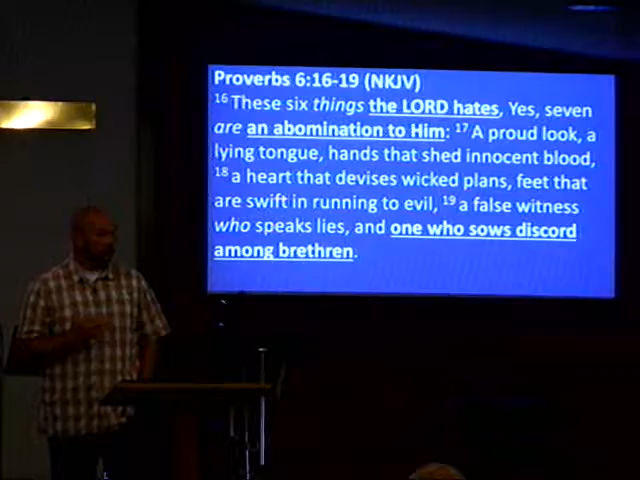 Proverbs 6:16-19 (NKJV)
16 These six things the LORD hates, Yes, seven
are an abomination to Him: 17 A proud look, a
lying tongue, hands that shed innocent blood,
18 a heart that devises wicked plans, feet that
are swift in running to evil, 19 a false witness
who speaks lies, and one who sows discord
among brethren.